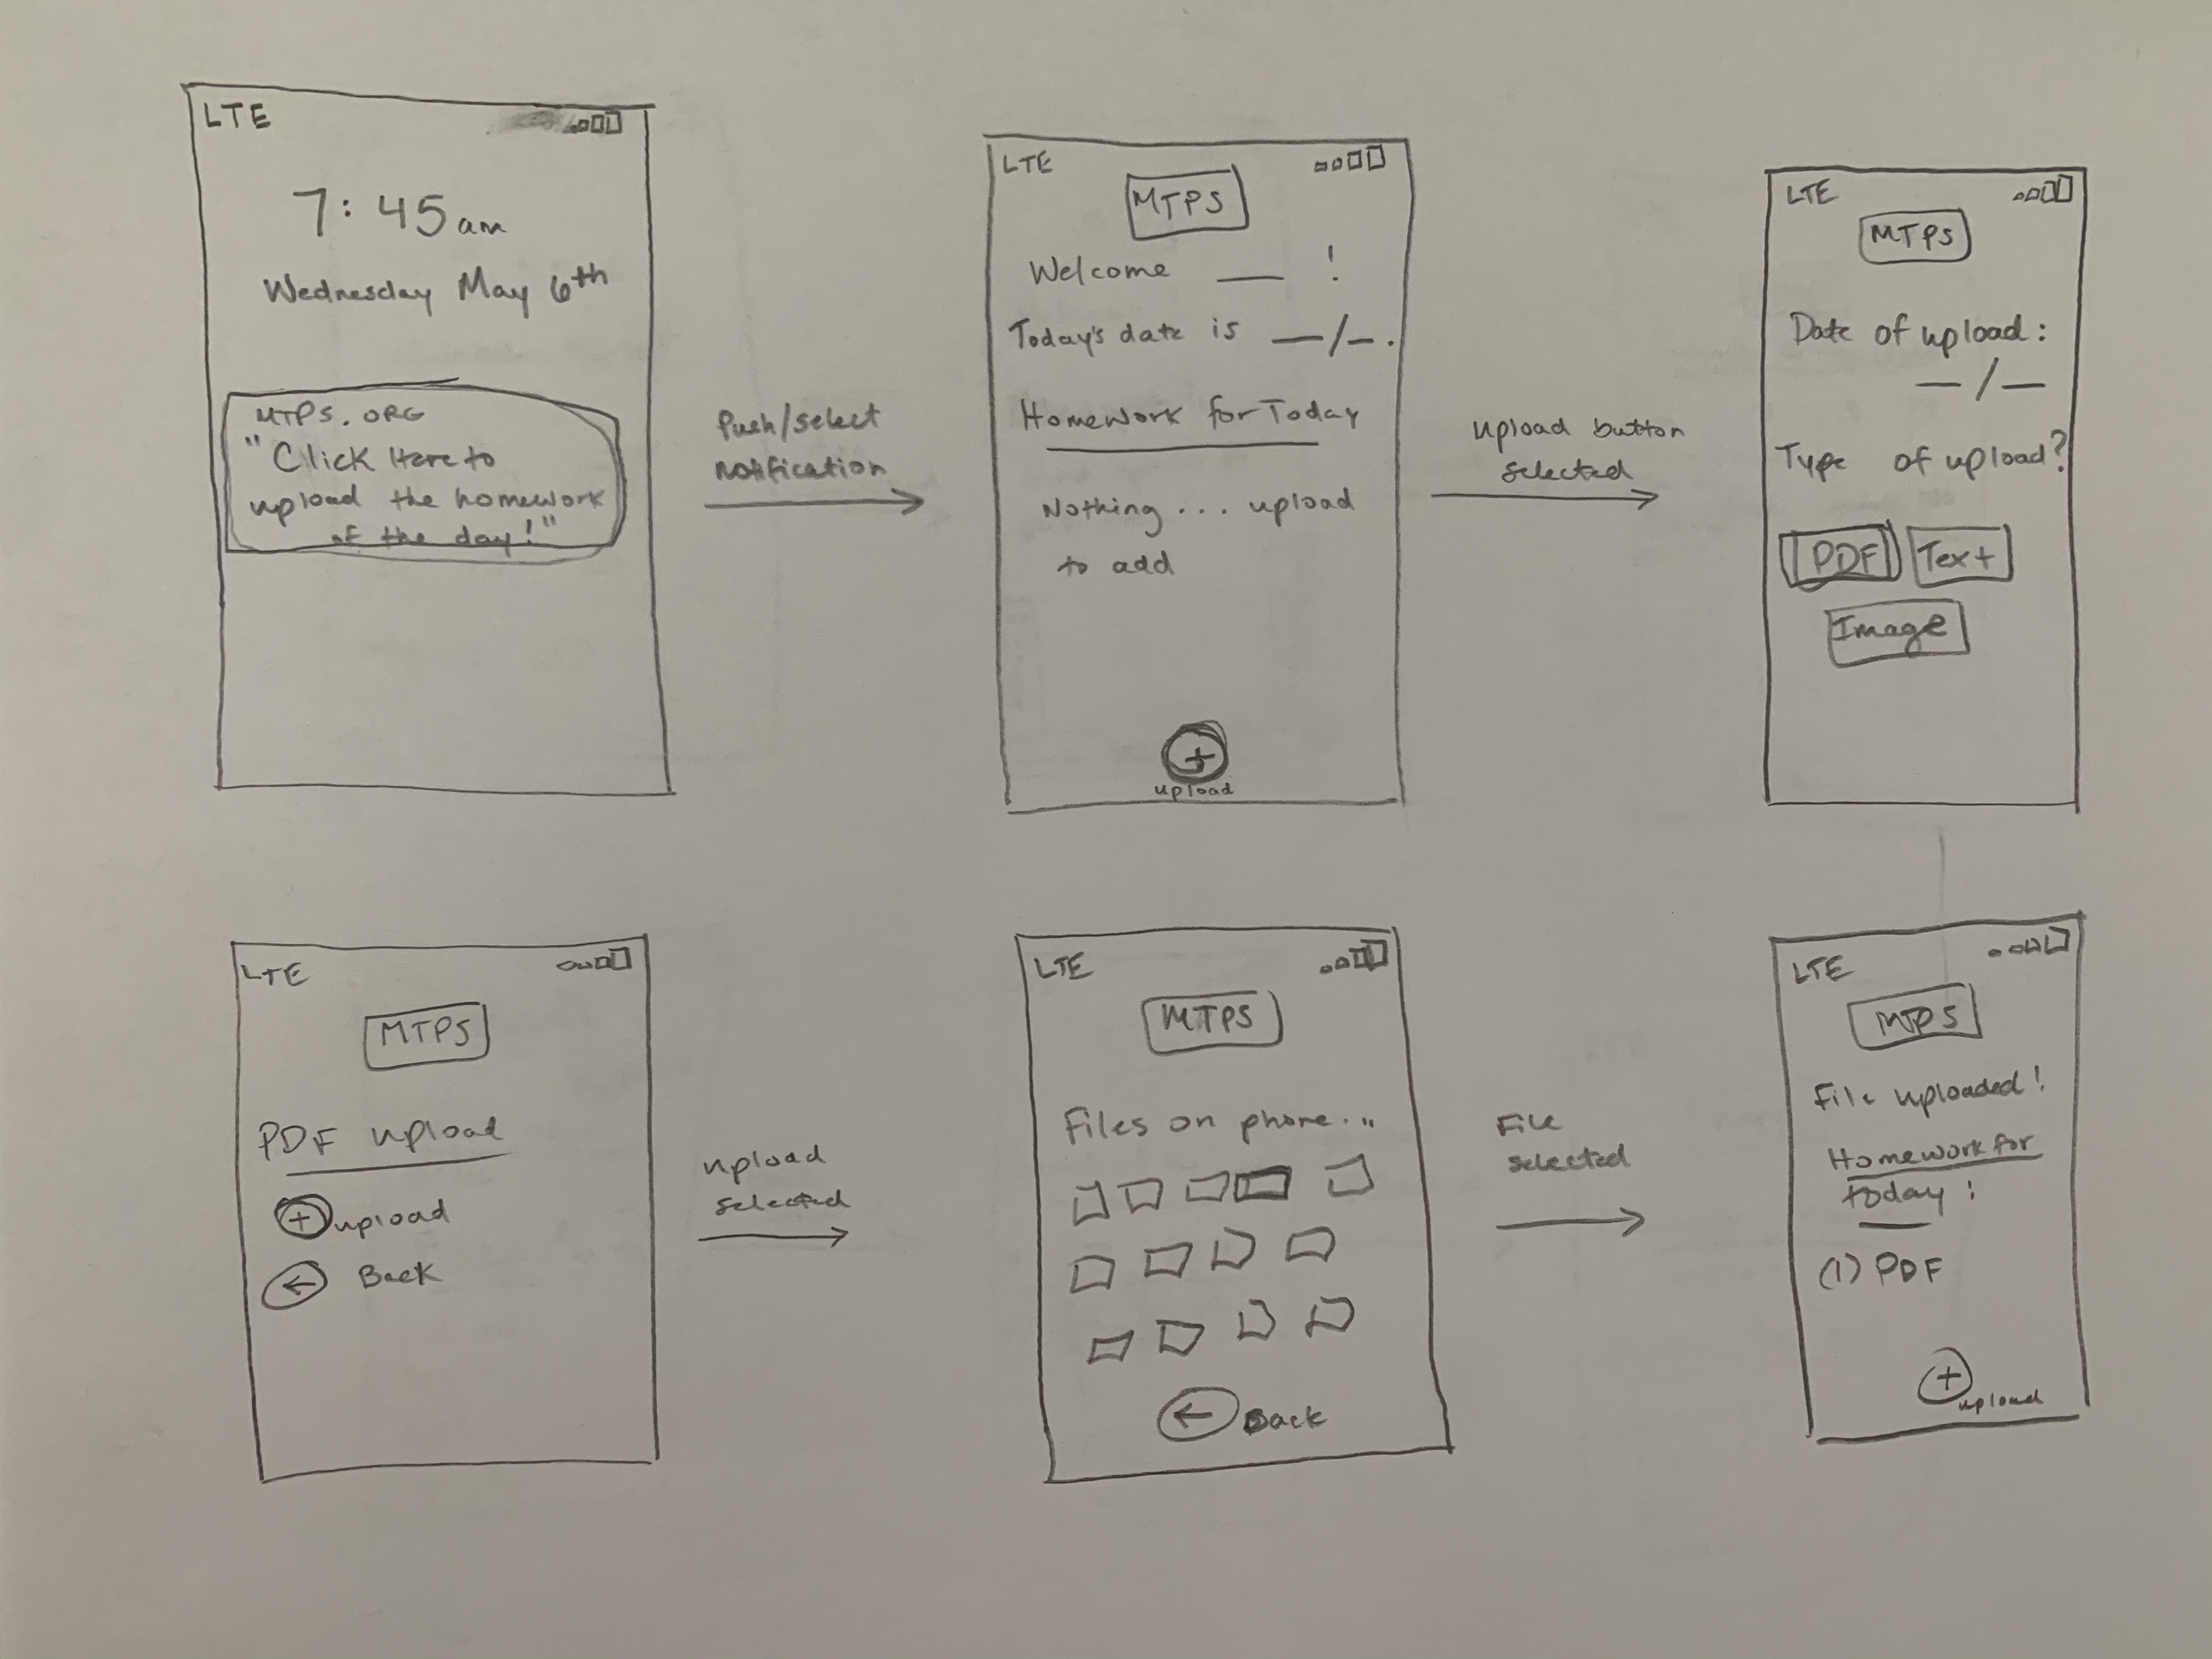 LTE
7:45am
Wednesday May 6th
MTPS.ORG
"Click Here to
upload the homework
of the day!"
Push/select
notification
LTE
MTPS
Welcome ___ !
Today's date is __/__.
Homework for Today
Nothing... upload
to add
+
upload
upload button
selected
LTE
MTPS
Date of upload:
__/__
Type of upload?
PDF Text
Image
LTE
MTPS
PDF upload
+ upload
← Back
upload
selected
LTE
MTPS
Files on phone...
← Back
File
selected
LTE
MTPS
File uploaded!
Homework for
today!
(1) PDF
+
upload